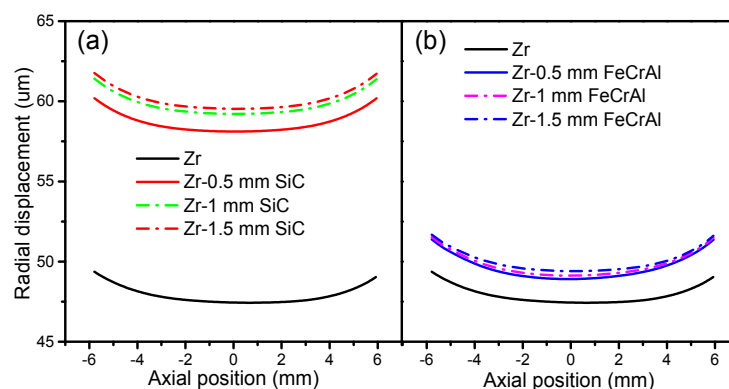 (a)
(b)
Radial displacement (um)
65
60
55
50
45
Zr
Zr-0.5 mm SiC
Zr-1 mm SiC
Zr-1.5 mm SiC
Zr
Zr-0.5 mm FeCrAl
Zr-1 mm FeCrAl
Zr-1.5 mm FeCrAl
-6 -4 -2 0 2 4 6
-6 -4 -2 0 2 4 6
Axial position (mm)
Axial position (mm)